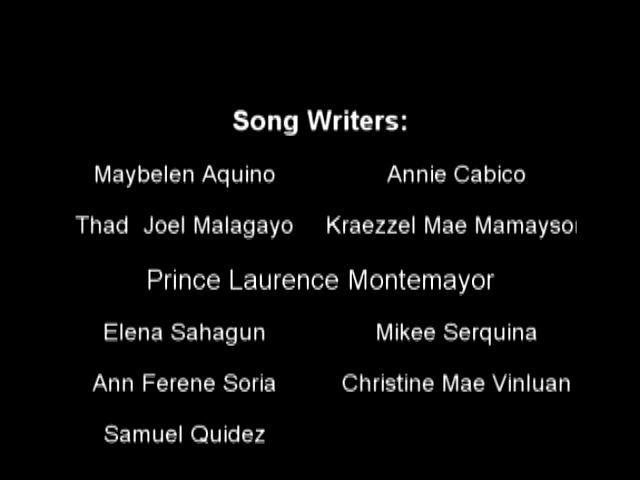 Song Writers:
Maybelen Aquino Annie Cabico
Thad Joel Malagayo Kraezzel Mae
Prince Laurence Montemayor
Elena Sahagun Mikee Serquina
Ann Ferene Soria Christine Mae Vinluan
Samuel Quidez